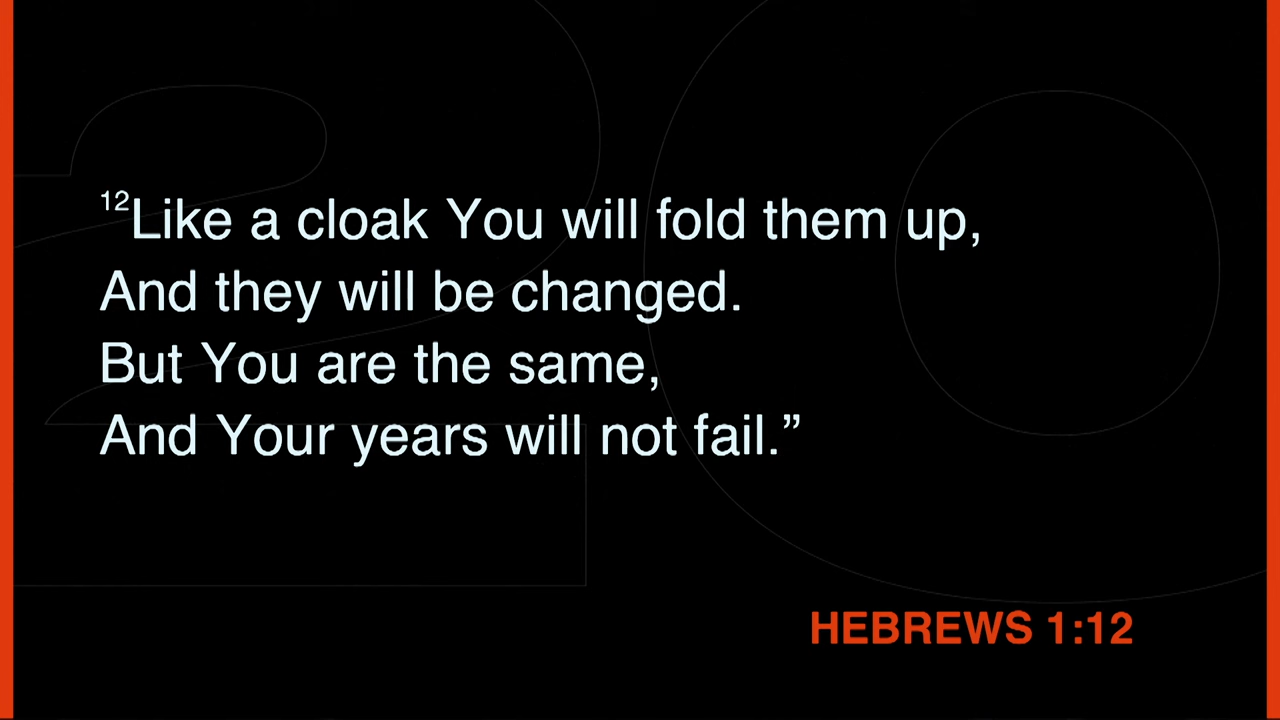 12Like a cloak You will fold them up,
And they will be changed.
But You are the same,
And Your years will not fail.”
HEBREWS 1:12
20